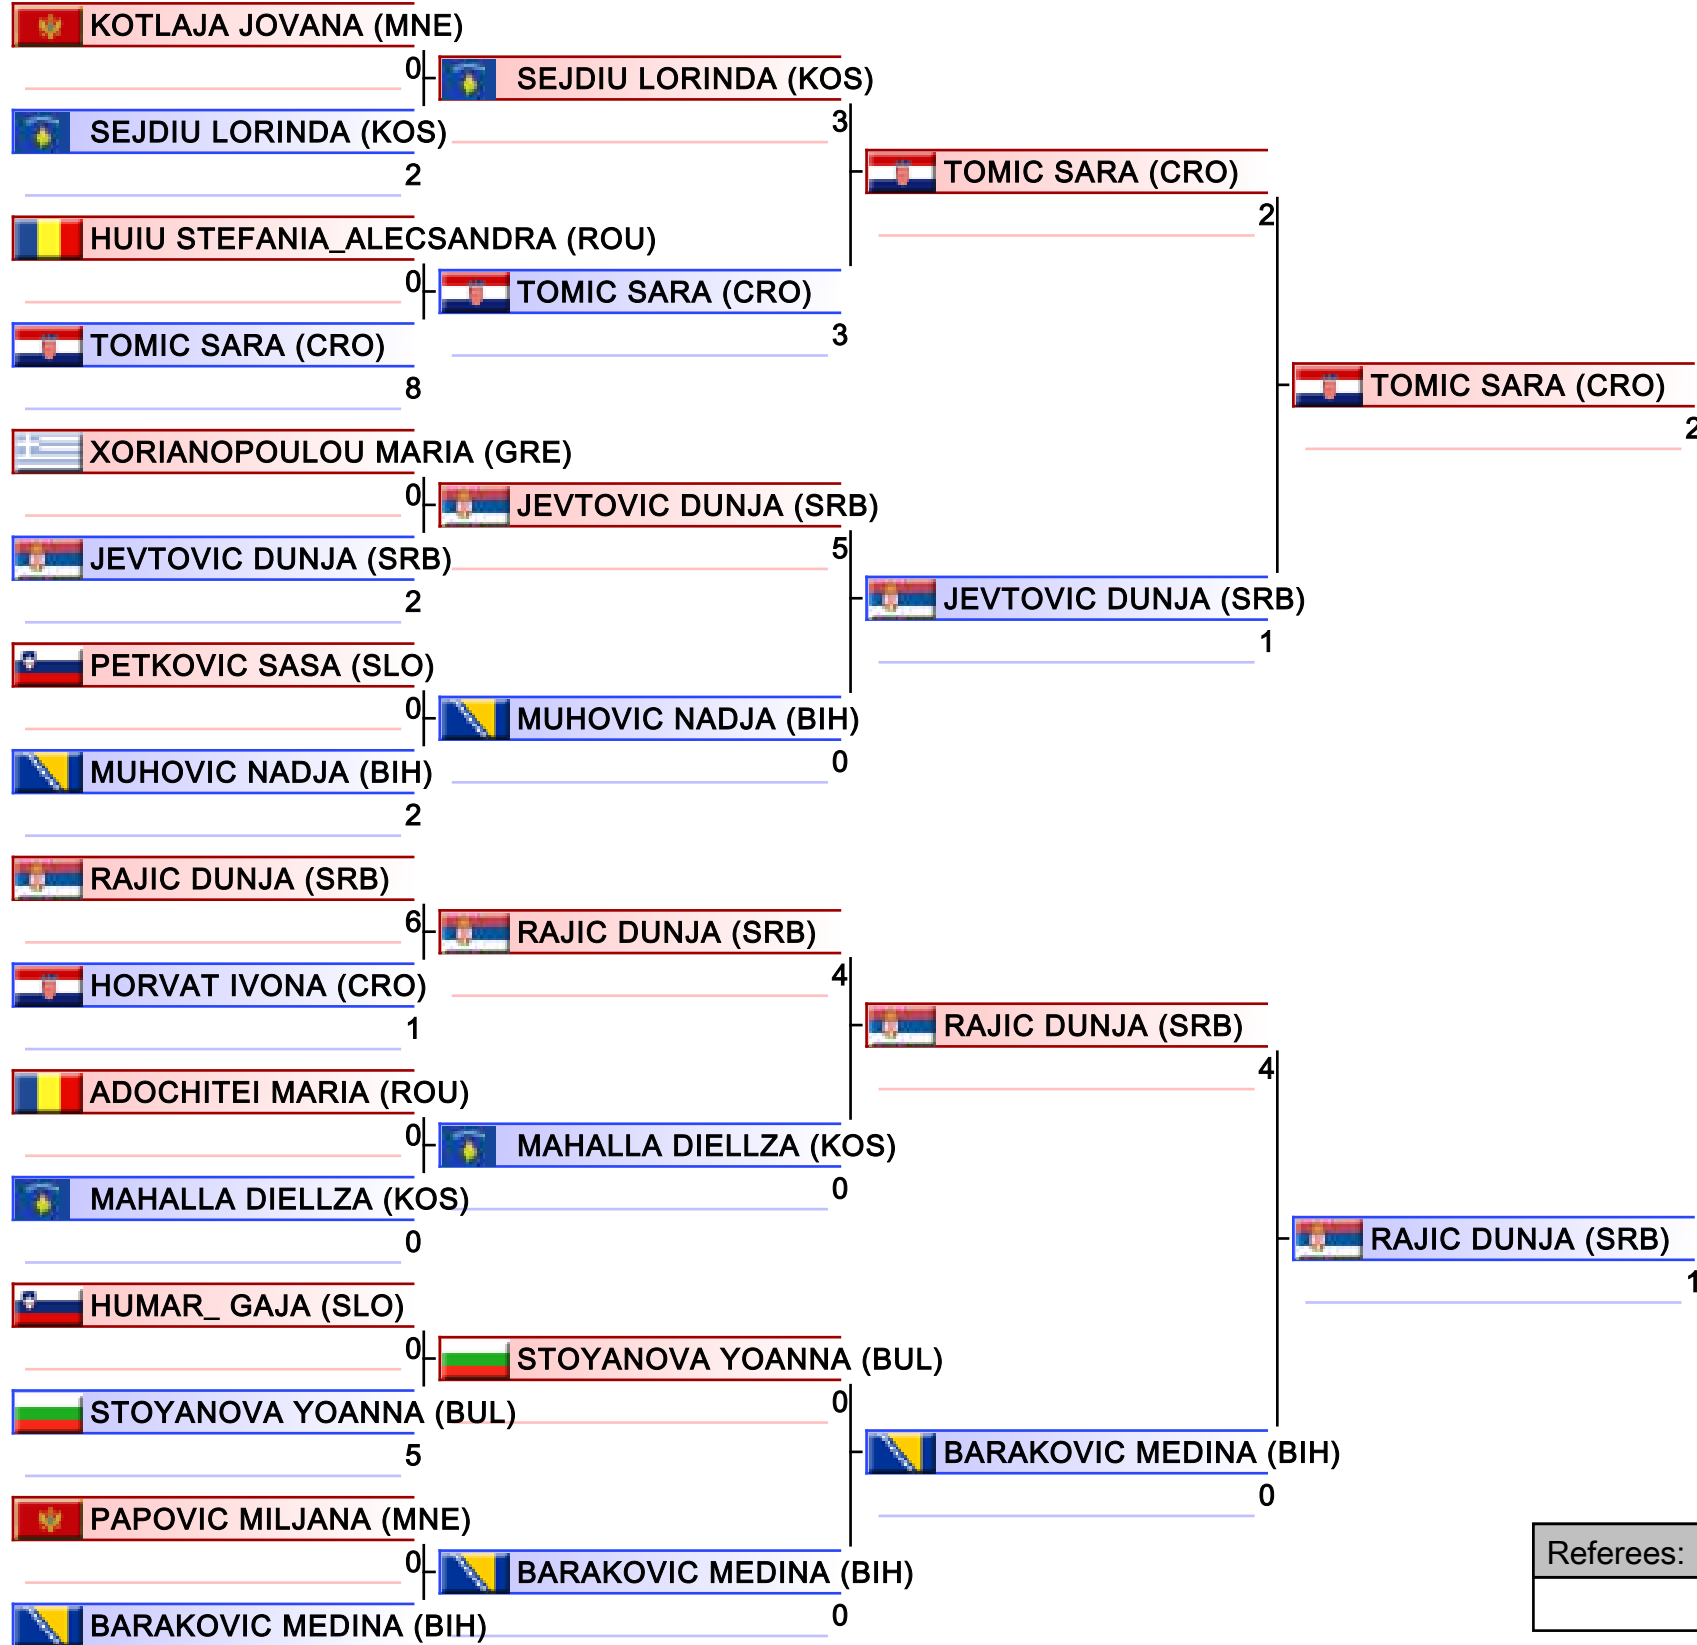 KOTLAJA JOVANA (MNE)
0
SEJDIU LORINDA (KOS)
2
HUIU STEFANIA_ALECSANDRA (ROU)
0
TOMIC SARA (CRO)
8
XORIANOPOULOU MARIA (GRE)
0
JEVTOVIC DUNJA (SRB)
2
PETKOVIC SASA (SLO)
0
MUHOVIC NADJA (BIH)
2
RAJIC DUNJA (SRB)
6
HORVAT IVONA (CRO)
1
ADOCHITEI MARIA (ROU)
0
MAHALLA DIELLZA (KOS)
0
HUMAR_ GAJA (SLO)
0
STOYANOVA YOANNA (BUL)
5
PAPOVIC MILJANA (MNE)
0
BARAKOVIC MEDINA (BIH)
SEJDIU LORINDA (KOS)
3
TOMIC SARA (CRO)
3
JEVTOVIC DUNJA (SRB)
5
MUHOVIC NADJA (BIH)
0
RAJIC DUNJA (SRB)
4
MAHALLA DIELLZA (KOS)
0
STOYANOVA YOANNA (BUL)
0
BARAKOVIC MEDINA (BIH)
0
TOMIC SARA (CRO)
2
JEVTOVIC DUNJA (SRB)
1
RAJIC DUNJA (SRB)
4
BARAKOVIC MEDINA (BIH)
0
TOMIC SARA (CRO)
2
RAJIC DUNJA (SRB)
1
Referees: